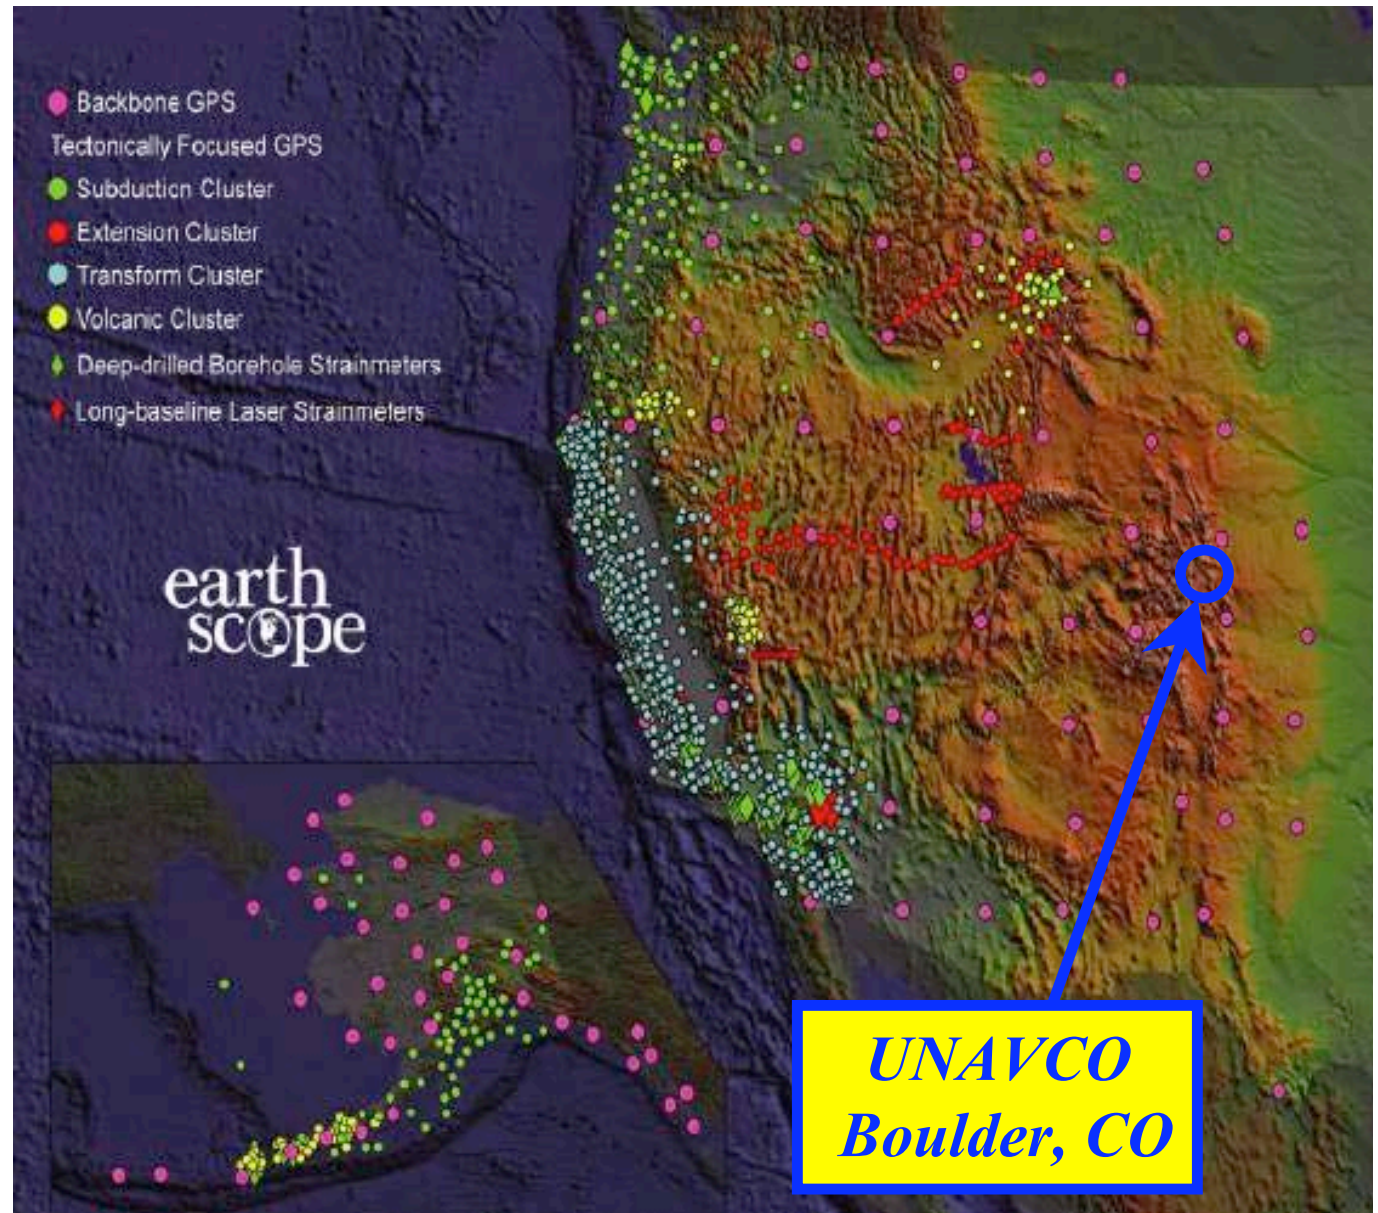 Backbone GPS
Tectonically Focused GPS
Subduction Cluster
Extension Cluster
Transform Cluster
Volcanic Cluster
Deep-drilled Borehole Strainmeters
Long-baseline Laser Strainmeters
earth
scope
UNAVCO
Boulder, CO